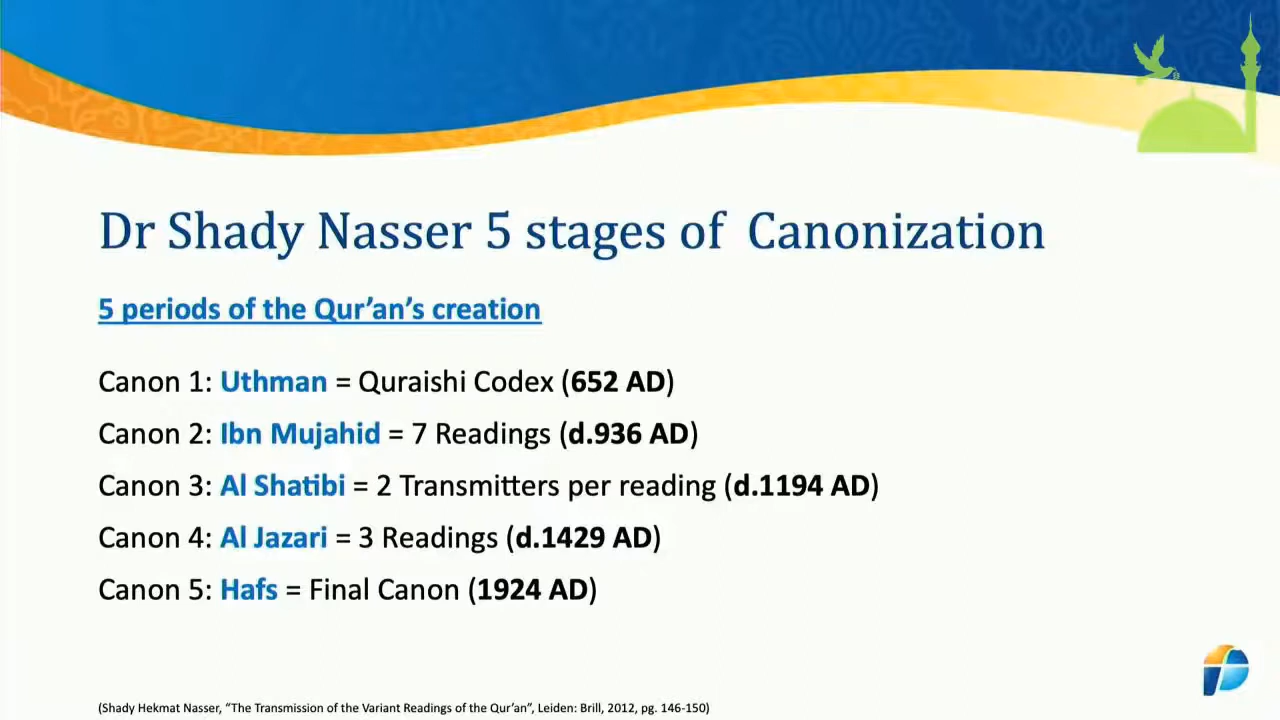 Dr Shady Nasser 5 stages of Canonization
5 periods of the Qur’an’s creation
Canon 1: Uthman = Quraishi Codex (652 AD)
Canon 2: Ibn Mujahid = 7 Readings (d.936 AD)
Canon 3: Al Shatibi = 2 Transmitters per reading (d.1194 AD)
Canon 4: Al Jazari = 3 Readings (d.1429 AD)
Canon 5: Hafs = Final Canon (1924 AD)
(Shady Hekmat Nasser, “The Transmission of the Variant Readings of the Qur’an”, Leiden: Brill, 2012, pg. 146-150)